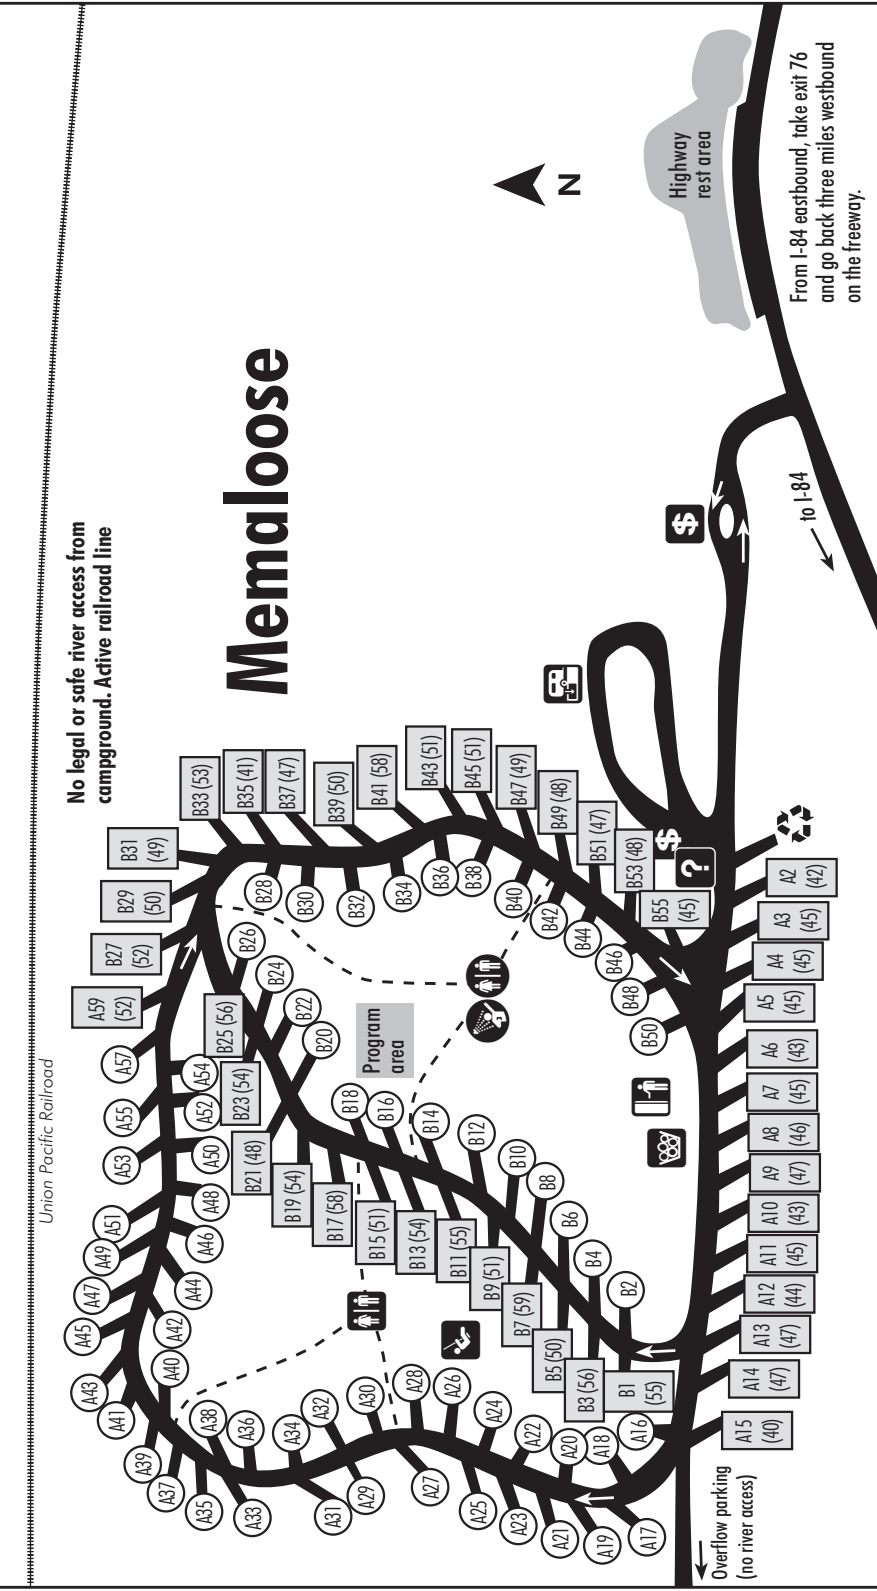 Union Pacific Railroad
No legal or safe river access from
campground. Active railroad line
Memaloose
N
Highway
rest area
From I-84 eastbound, take exit 76
and go back three miles westbound
on the freeway.
to I-84
$
$
?
Program
area
Overflow parking
(no river access)
A2
(42)
A3
(45)
A4
(45)
A5
(45)
A6
(43)
A7
(45)
A8
(46)
A9
(47)
A10
(43)
A11
(45)
A12
(44)
A13
(47)
A14
(47)
A15
(40)
A16
A17
A18
A19
A20
A21
A22
A23
A24
A25
A26
A27
A28
A29
A30
A31
A32
A33
A34
A35
A36
A37
A38
A39
A40
A41
A42
A43
A44
A45
A46
A47
A48
A49
A50
A51
A52
A53
A54
A55
A57
A59
(52)
B1
(55)
B2
B3 (56)
B4
B5 (50)
B6
B7 (59)
B8
B9 (51)
B10
B11 (55)
B12
B13 (54)
B14
B15 (51)
B16
B17 (58)
B18
B19 (54)
B20
B21 (48)
B22
B23 (54)
B24
B25 (56)
B26
B27
(52)
B28
B29
(50)
B30
B31
(49)
B32
B33 (53)
B34
B35 (41)
B36
B37 (47)
B38
B39 (50)
B40
B41 (58)
B42
B43 (51)
B44
B45 (51)
B46
B47 (49)
B48
B49 (48)
B50
B51 (47)
B53 (48)
B55
(45)